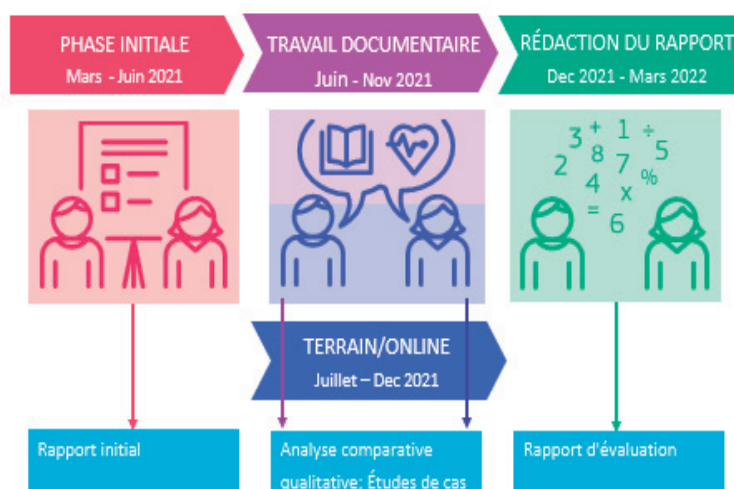 PHASE INITIALE
Mars - Juin 2021
TRAVAIL DOCUMENTAIRE
Juin - Nov 2021
RÉDACTION DU RAPPORT
Dec 2021 - Mars 2022
3 + 1 ÷
2 8 7 5
4 x %
= 6
TERRAIN/ONLINE
Juillet – Dec 2021
Rapport initial
Analyse comparative
qualitative: Études de cas
Rapport d'évaluation